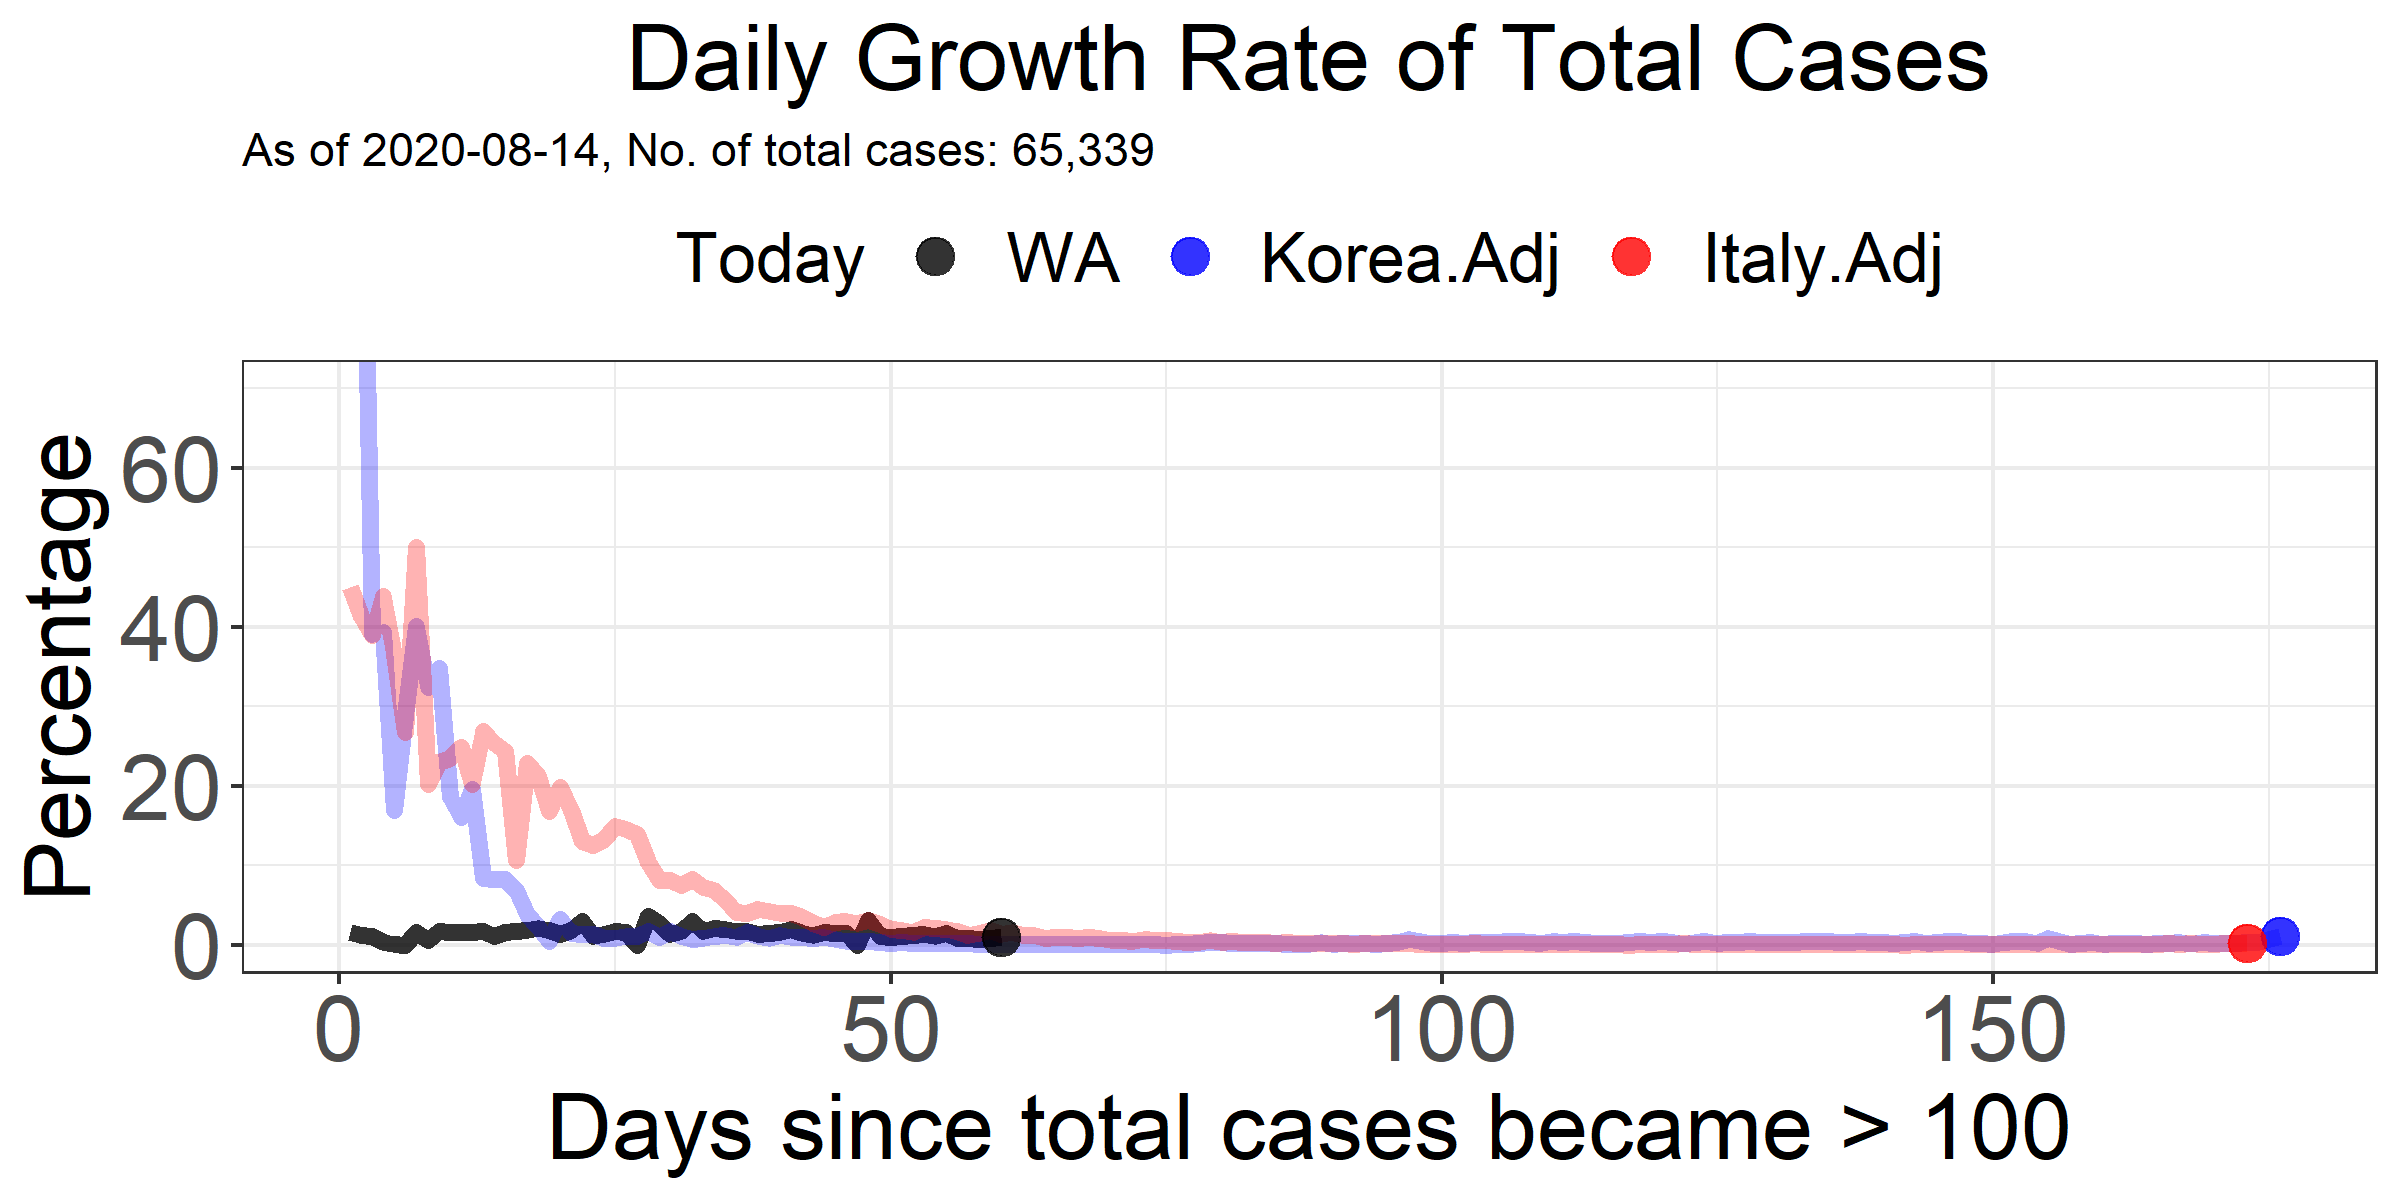 Daily Growth Rate of Total Cases
As of 2020-08-14, No. of total cases: 65,339
Today WA Korea.Adj Italy.Adj
Percentage
60
40
20
0
0 50 100 150
Days since total cases became > 100